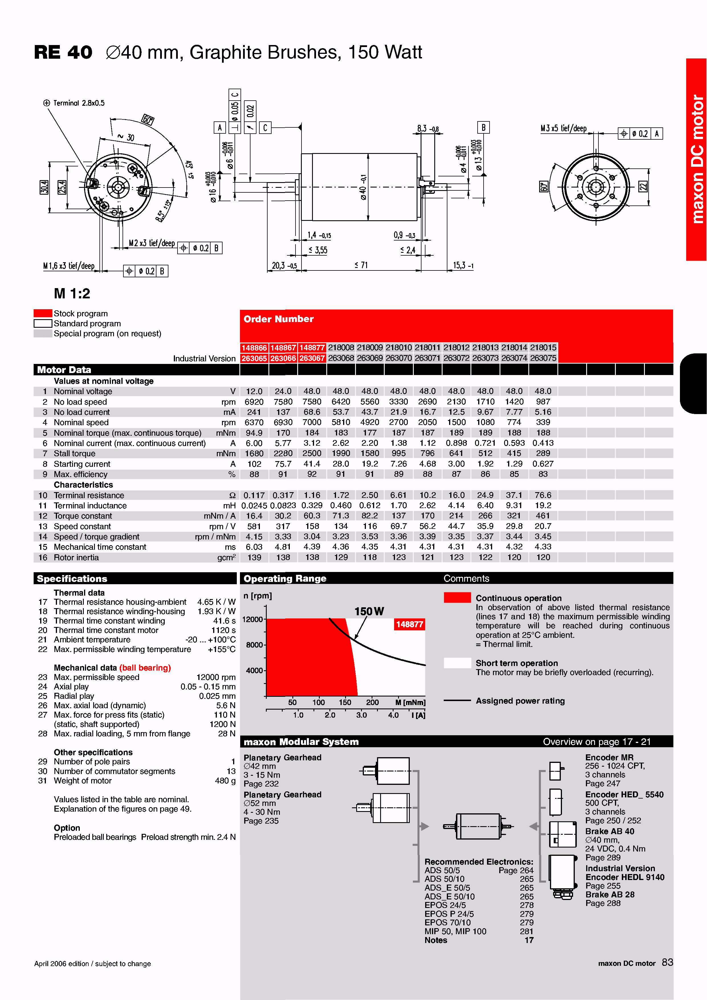 RE 40 ∅40 mm, Graphite Brushes, 150 Watt
maxon DC motor
Terminal 2.8x0.5
60°
~ 30
45° ±5°
8,5° ±15°
30.4
25.4
M2 x3 tief/deep
⌀ 0.2 B
M1,6 x3 tief/deep
⌀ 0.2 B
A
⌀ 0.05 C
0.02
C
⌀16 +0,003 -0,010
⌀6 -0,006 -0,011
⌀40 -0,1
8.3 -0,8
B
⌀4 -0,006 -0,011
⌀13 +0,003 -0,010
1,4 -0,15
0,9 -0,3
≤ 3,55
≤ 2,4
20,3 -0,5
≤ 71
15,3 -1
M3 x5 tief/deep
⌀ 0.2 A
60°
22
M 1:2
Stock program
Standard program
Special program (on request)
Order Number
148866 148867 148877 218008 218009 218010 218011 218012 218013 218014 218015
Industrial Version 263065 263066 263067 263068 263069 263070 263071 263072 263073 263074 263075
Motor Data
Values at nominal voltage
1 Nominal voltage V 12.0 24.0 48.0 48.0 48.0 48.0 48.0 48.0 48.0 48.0 48.0
2 No load speed rpm 6920 7580 7580 6420 5560 3330 2690 2130 1710 1420 987
3 No load current mA 241 137 68.6 53.7 43.7 21.9 16.7 12.5 9.67 7.77 5.16
4 Nominal speed rpm 6370 6930 7000 5810 4920 2700 2050 1500 1080 774 339
5 Nominal torque (max. continuous torque) mNm 94.9 170 184 183 177 187 187 189 189 188 188
6 Nominal current (max. continuous current) A 6.00 5.77 3.12 2.62 2.20 1.38 1.12 0.898 0.721 0.593 0.413
7 Stall torque mNm 1680 2280 2500 1990 1580 995 796 641 512 415 289
8 Starting current A 102 75.7 41.4 28.0 19.2 7.26 4.68 3.00 1.92 1.29 0.627
9 Max. efficiency % 88 91 92 91 91 89 88 87 86 85 83
Characteristics
10 Terminal resistance Ω 0.117 0.317 1.16 1.72 2.50 6.61 10.2 16.0 24.9 37.1 76.6
11 Terminal inductance mH 0.0245 0.0823 0.329 0.460 0.612 1.70 2.62 4.14 6.40 9.31 19.2
12 Torque constant mNm / A 16.4 30.2 60.3 71.3 82.2 137 170 214 266 321 461
13 Speed constant rpm / V 581 317 158 134 116 69.7 56.2 44.7 35.9 29.8 20.7
14 Speed / torque gradient rpm / mNm 4.15 3.33 3.04 3.23 3.53 3.36 3.39 3.35 3.37 3.44 3.45
15 Mechanical time constant ms 6.03 4.81 4.39 4.36 4.35 4.31 4.31 4.31 4.31 4.32 4.33
16 Rotor inertia gcm² 139 138 138 129 118 123 121 123 122 120 120
Specifications
Thermal data
17 Thermal resistance housing-ambient 4.65 K / W
18 Thermal resistance winding-housing 1.93 K / W
19 Thermal time constant winding 41.6 s
20 Thermal time constant motor 1120 s
21 Ambient temperature -20 ... +100°C
22 Max. permissible winding temperature +155°C
Mechanical data (ball bearing)
23 Max. permissible speed 12000 rpm
24 Axial play 0.05 - 0.15 mm
25 Radial play 0.025 mm
26 Max. axial load (dynamic) 5.6 N
27 Max. force for press fits (static) 110 N
(static, shaft supported) 1200 N
28 Max. radial loading, 5 mm from flange 28 N
Other specifications
29 Number of pole pairs 1
30 Number of commutator segments 13
31 Weight of motor 480 g
Values listed in the table are nominal.
Explanation of the figures on page 49.
Option
Preloaded ball bearings Preload strength min. 2.4 N
Operating Range
n [rpm]
150 W
148877
12000
8000
4000
50 100 150 200 M [mNm]
1.0 2.0 3.0 4.0 I [A]
Comments
Continuous operation
In observation of above listed thermal resistance
(lines 17 and 18) the maximum permissible winding
temperature will be reached during continuous
operation at 25°C ambient.
= Thermal limit.
Short term operation
The motor may be briefly overloaded (recurring).
Assigned power rating
maxon Modular System Overview on page 17 - 21
Planetary Gearhead
∅42 mm
3 - 15 Nm
Page 232
Planetary Gearhead
∅52 mm
4 - 30 Nm
Page 235
Recommended Electronics:
ADS 50/5 Page 264
ADS 50/10 265
ADS_E 50/5 265
ADS_E 50/10 265
EPOS 24/5 278
EPOS P 24/5 279
EPOS 70/10 279
MIP 50, MIP 100 281
Notes 17
Encoder MR
256 - 1024 CPT,
3 channels
Page 247
Encoder HED_ 5540
500 CPT,
3 channels
Page 250 / 252
Brake AB 40
∅40 mm,
24 VDC, 0.4 Nm
Page 289
Industrial Version
Encoder HEDL 9140
Page 255
Brake AB 28
Page 288
April 2006 edition / subject to change
maxon DC motor 83